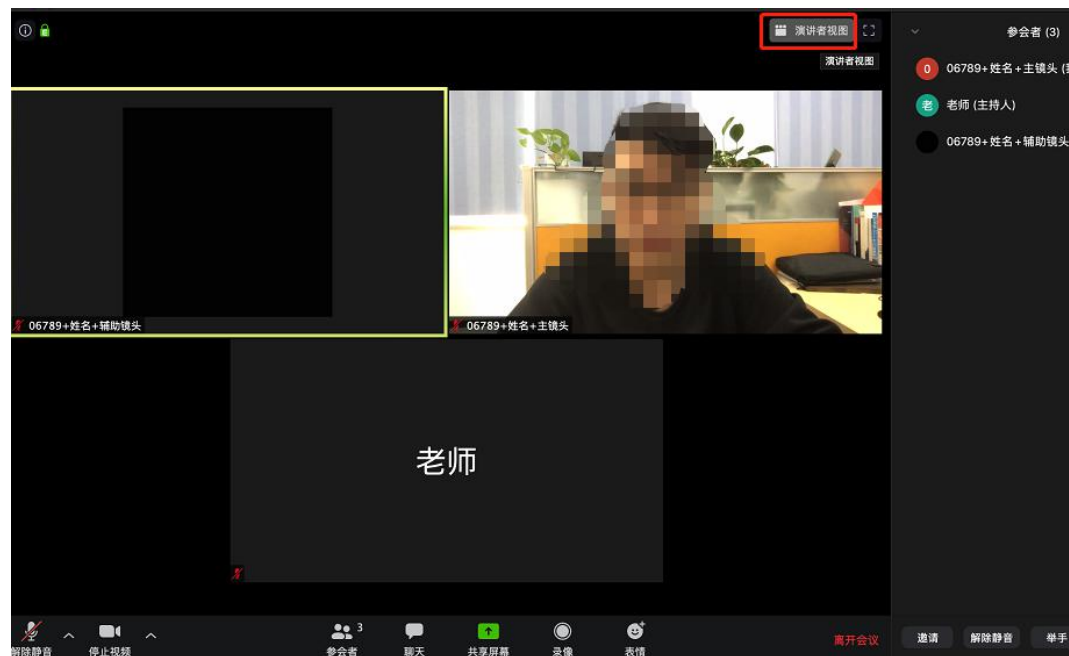 演讲者视图
演讲者视图
参会者 (3)
0 06789+姓名+主镜头
老 老师 (主持人)
06789+姓名+辅助镜头
06789+姓名+辅助镜头
06789+姓名+主镜头
老师
解除静音
停止视频
3
参会者
聊天
共享屏幕
录像
表情
离开会议
邀请
解除静音
举手